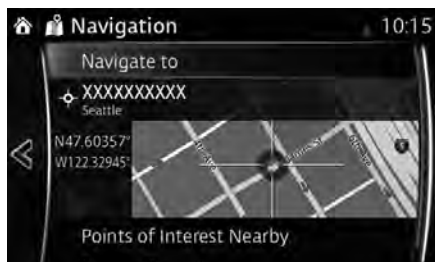 Navigation
10:15
Navigate to
XXXXXXXXXX
Seattle
N47.60357°
W122.32945°
Points of Interest Nearby